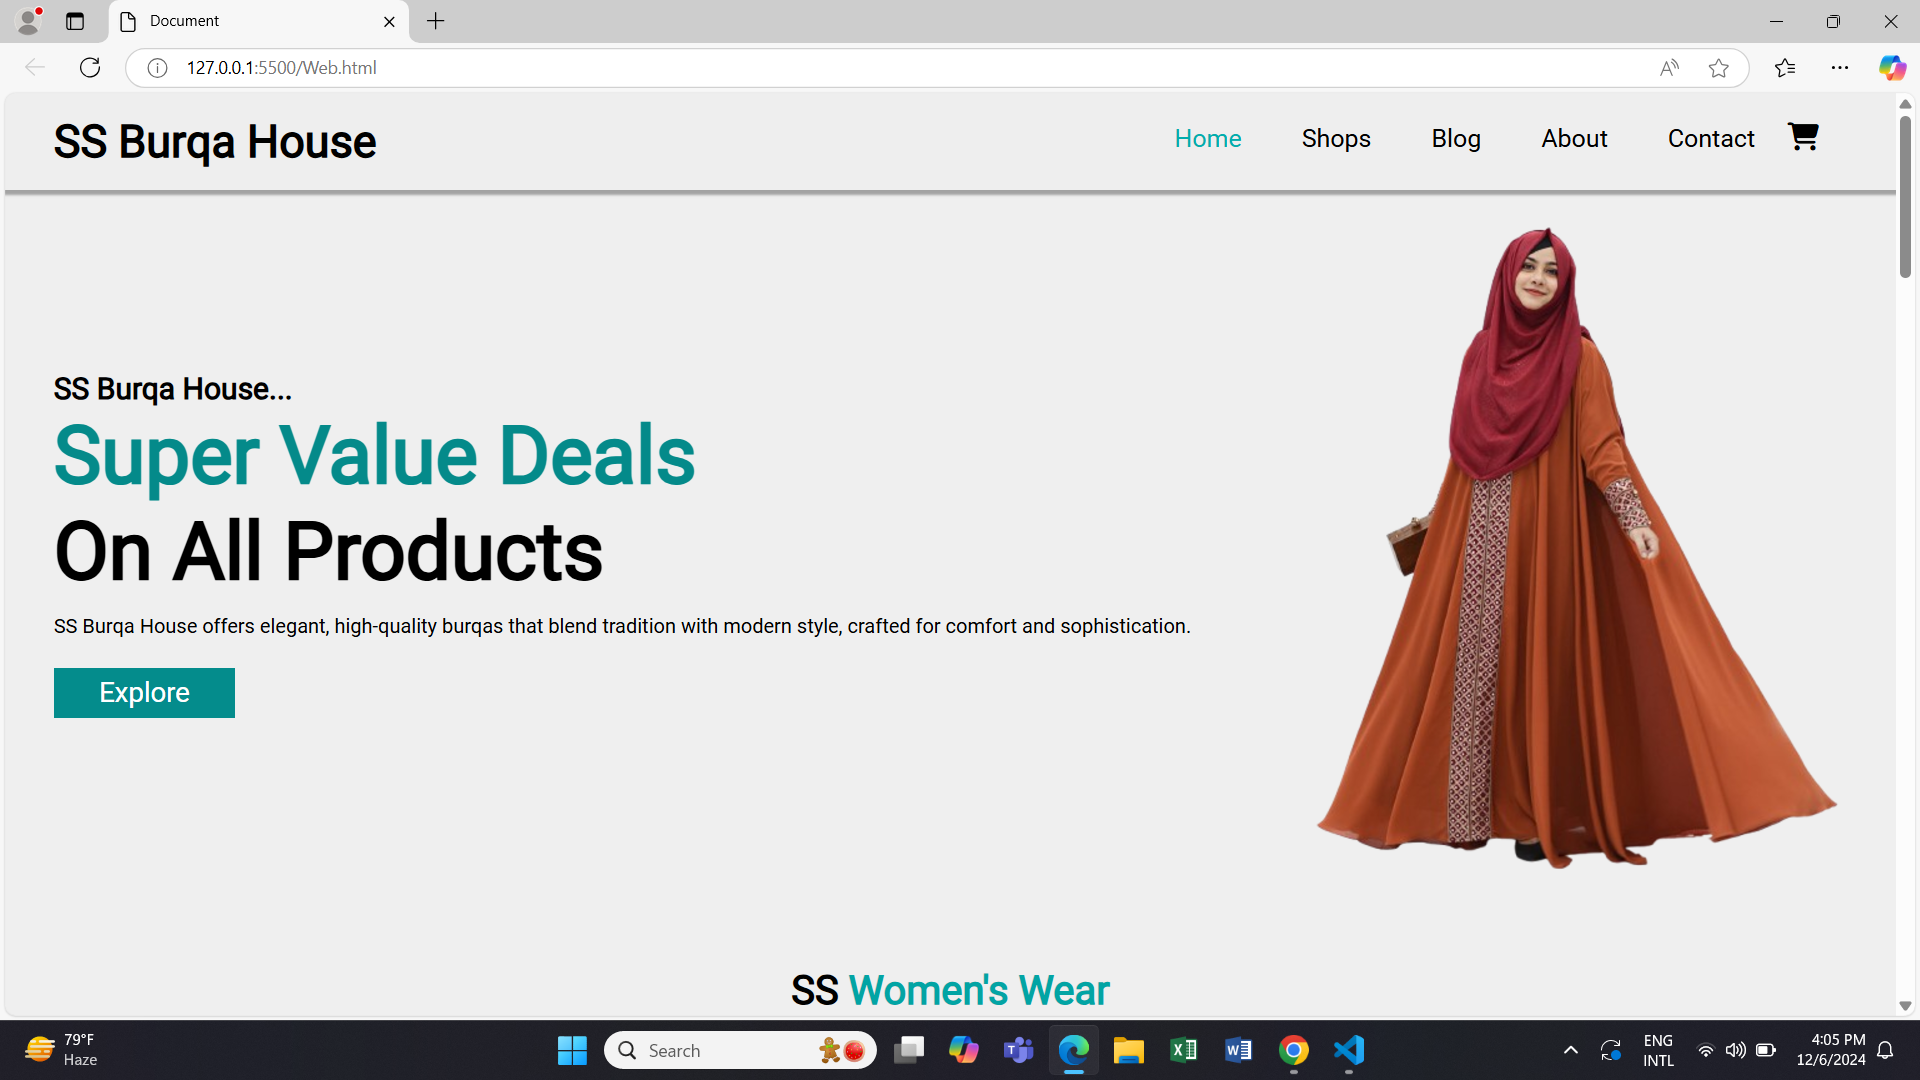 Document
127.0.0.1:5500/Web.html
SS Burqa House
Home Shops Blog About Contact
SS Burqa House...
Super Value Deals
On All Products
SS Burqa House offers elegant, high-quality burqas that blend tradition with modern style, crafted for comfort and sophistication.
Explore
SS Women's Wear
79°F
Haze
Search
ENG
INTL
4:05 PM
12/6/2024